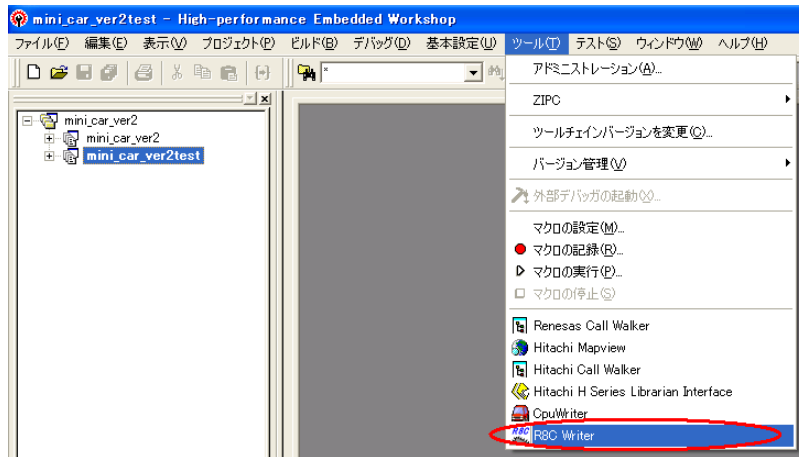 mini_car_ver2test - High-performance Embedded Workshop
ファイル(F) 編集(E) 表示(V) プロジェクト(P) ビルド(B) デバッグ(D) 基本設定(U) ツール(T) テスト(S) ウィンドウ(W) ヘルプ(H)
*
mini_car_ver2
mini_car_ver2
mini_car_ver2test
アドミニストレーション(A)...
ZIPC
ツールチェインバージョンを変更(C)...
バージョン管理(V)
外部デバッガの起動(X)...
マクロの設定(M)...
マクロの記録(R)...
マクロの実行(P)...
マクロの停止(S)
Renesas Call Walker
Hitachi Mapview
Hitachi Call Walker
Hitachi H Series Librarian Interface
CpuWriter
R8C R8C Writer